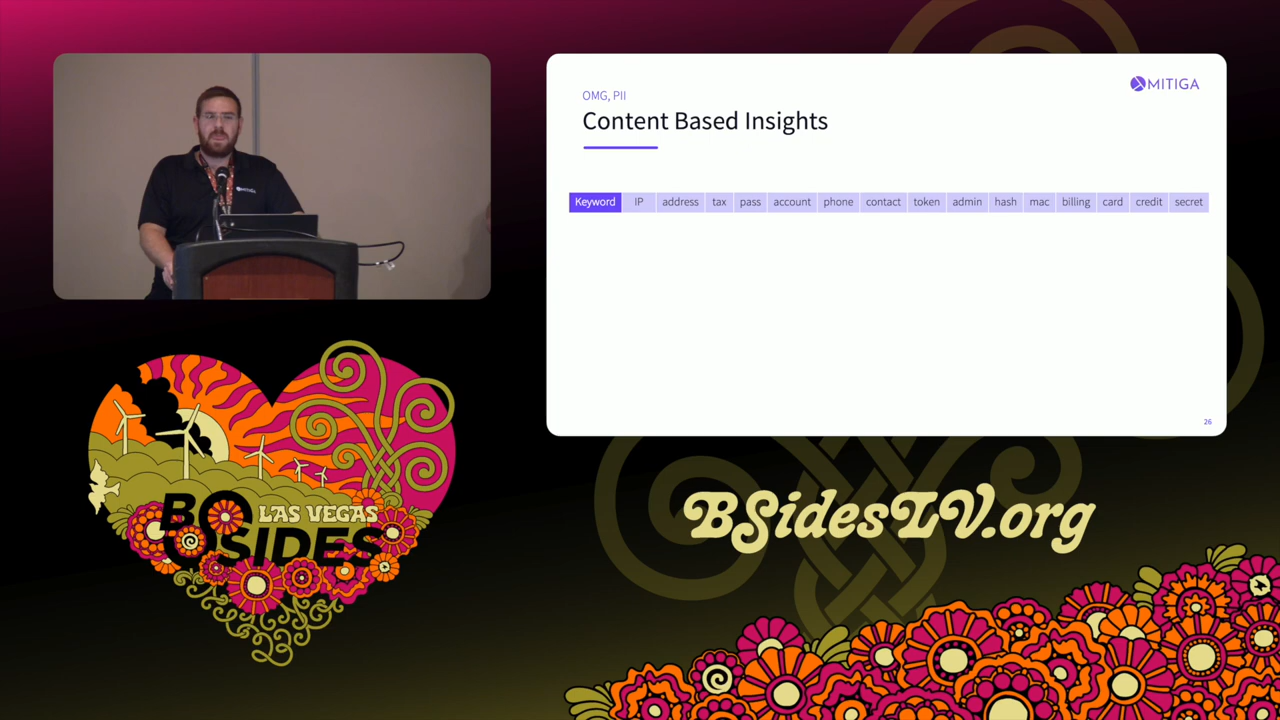 OMG, PII
MITIGA
Content Based Insights
Keyword IP address tax pass account phone contact token admin hash mac billing card credit secret
26
LAS VEGAS
BSIDES
BSidesLV.org